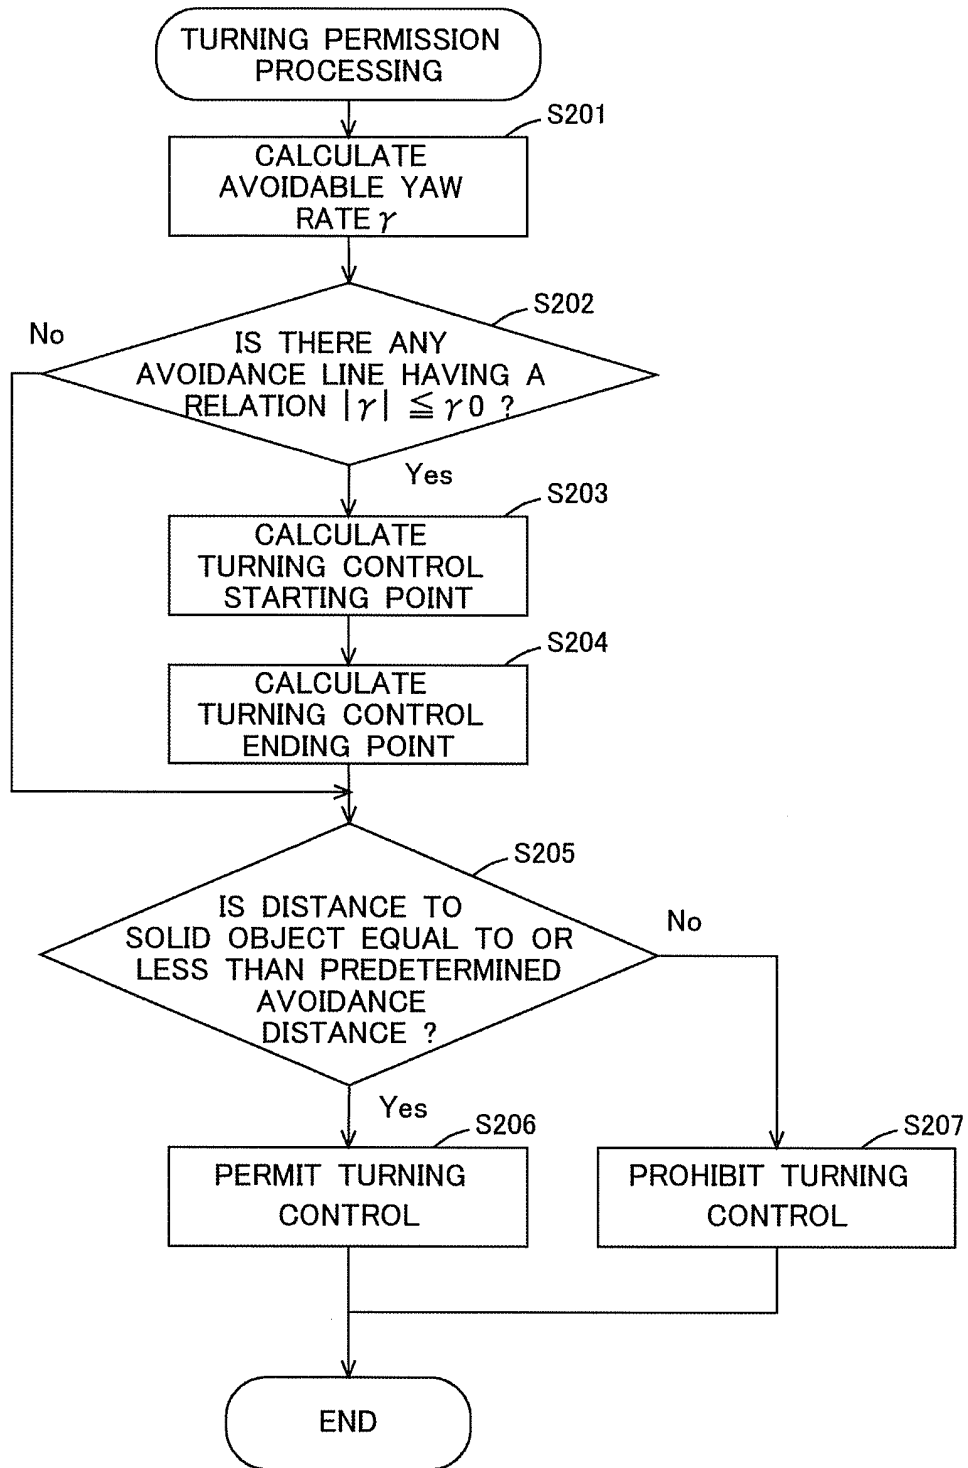 TURNING PERMISSION
PROCESSING
S201
CALCULATE
AVOIDABLE YAW
RATE γ
S202
No
IS THERE ANY
AVOIDANCE LINE HAVING A
RELATION |γ| ≦ γ0 ?
Yes
S203
CALCULATE
TURNING CONTROL
STARTING POINT
S204
CALCULATE
TURNING CONTROL
ENDING POINT
S205
IS DISTANCE TO
SOLID OBJECT EQUAL TO OR
LESS THAN PREDETERMINED
AVOIDANCE
DISTANCE ?
No
Yes
S206
PERMIT TURNING
CONTROL
S207
PROHIBIT TURNING
CONTROL
END